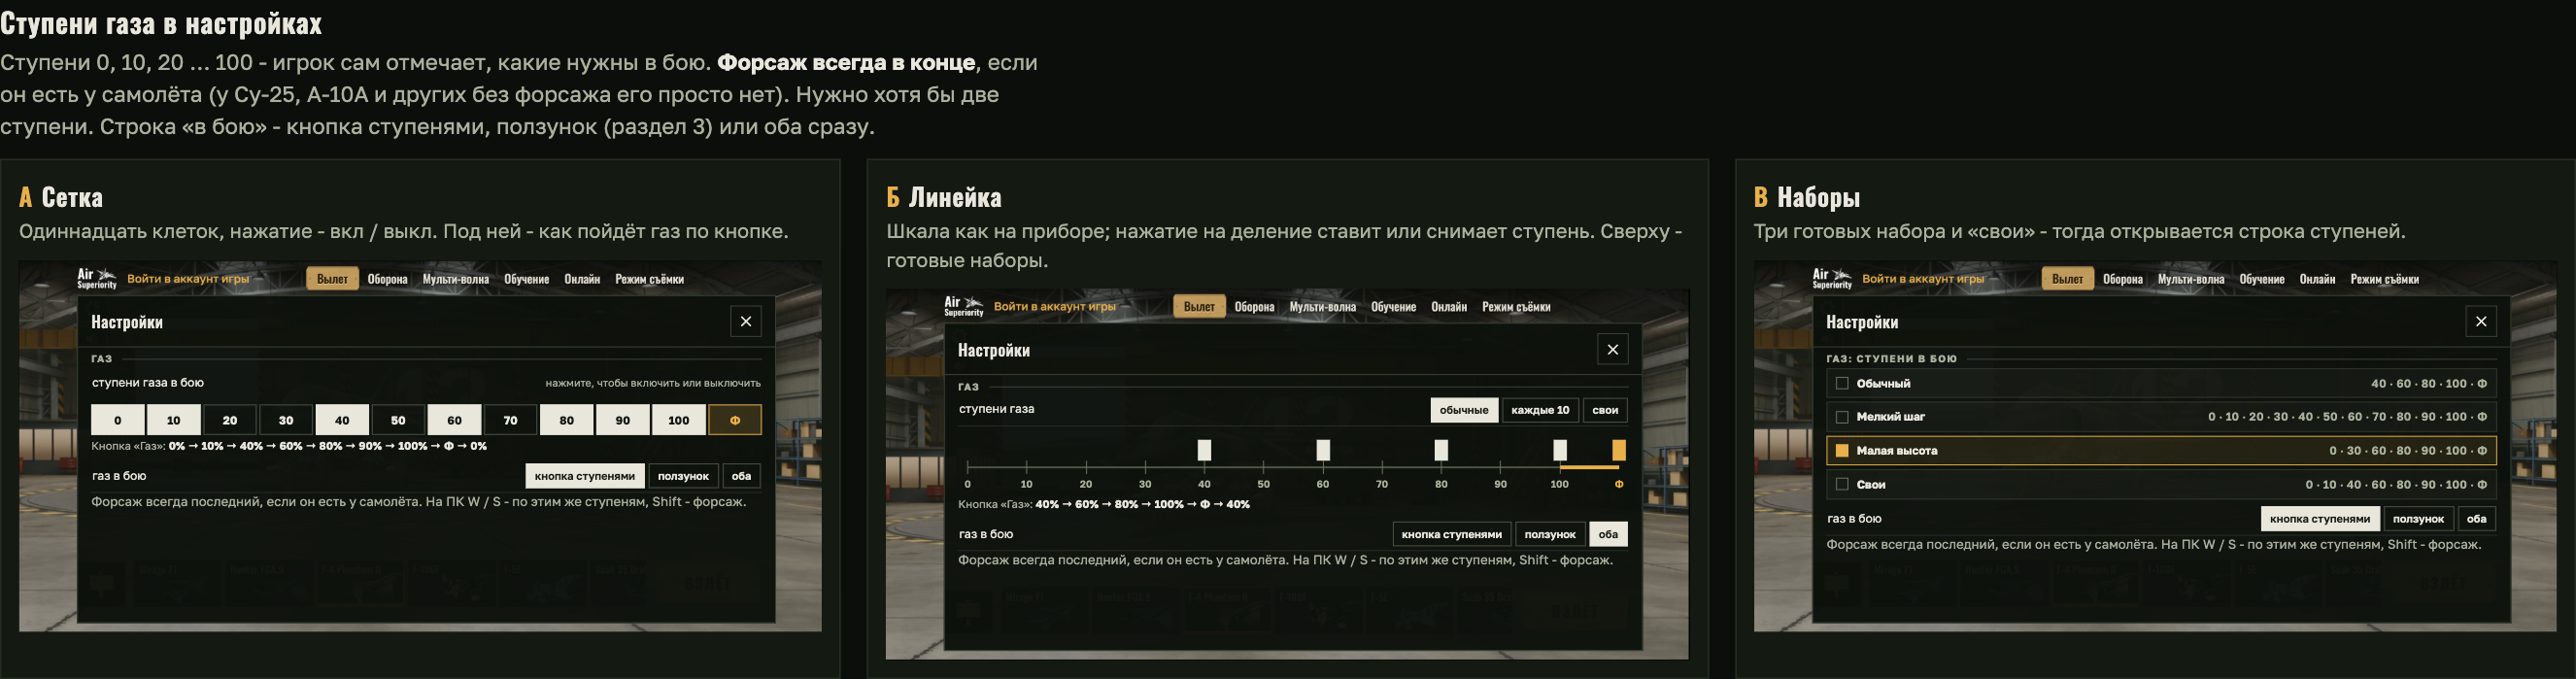 Ступени газа в настройках
Ступени 0, 10, 20 ... 100 - игрок сам отмечает, какие нужны в бою. Форсаж всегда в конце, если
он есть у самолёта (у Су-25, А-10А и других без форсажа его просто нет). Нужно хотя бы две
ступени. Строка «в бою» - кнопка ступенями, ползунок (раздел 3) или оба сразу.
А Сетка
Одиннадцать клеток, нажатие - вкл / выкл. Под ней - как пойдёт газ по кнопке.
Air Superiority Войти в аккаунт игры Вылет Оборона Мульти-волна Обучение Онлайн Режим съёмки
Настройки ×
ГАЗ
ступени газа в бою нажмите, чтобы включить или выключить
0 10 20 30 40 50 60 70 80 90 100 Ф
Кнопка «Газ»: 0% → 10% → 40% → 60% → 80% → 90% → 100% → Ф → 0%
газ в бою кнопка ступенями ползунок оба
Форсаж всегда последний, если он есть у самолёта. На ПК W / S - по этим же ступеням, Shift - форсаж.
Б Линейка
Шкала как на приборе; нажатие на деление ставит или снимает ступень. Сверху -
готовые наборы.
Air Superiority Войти в аккаунт игры Вылет Оборона Мульти-волна Обучение Онлайн Режим съёмки
Настройки ×
ГАЗ
ступени газа обычные каждые 10 свои
0 10 20 30 40 50 60 70 80 90 100 Ф
Кнопка «Газ»: 40% → 60% → 80% → 100% → Ф → 40%
газ в бою кнопка ступенями ползунок оба
Форсаж всегда последний, если он есть у самолёта. На ПК W / S - по этим же ступеням, Shift - форсаж.
В Наборы
Три готовых набора и «свои» - тогда открывается строка ступеней.
Air Superiority Войти в аккаунт игры Вылет Оборона Мульти-волна Обучение Онлайн Режим съёмки
Настройки ×
ГАЗ: СТУПЕНИ В БОЮ
Обычный 40 · 60 · 80 · 100 · Ф
Мелкий шаг 0 · 10 · 20 · 30 · 40 · 50 · 60 · 70 · 80 · 90 · 100 · Ф
Малая высота 0 · 30 · 60 · 80 · 90 · 100 · Ф
Свои 0 · 10 · 40 · 60 · 80 · 90 · 100 · Ф
газ в бою кнопка ступенями ползунок оба
Форсаж всегда последний, если он есть у самолёта. На ПК W / S - по этим же ступеням, Shift - форсаж.